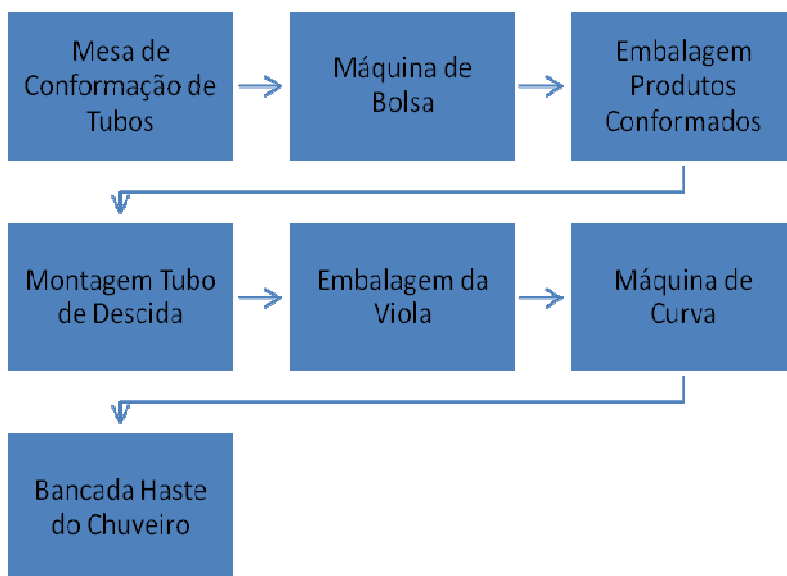 Mesa de
Conformação de
Tubos
Máquina de
Bolsa
Embalagem
Produtos
Conformados
Montagem Tubo
de Descida
Embalagem da
Viola
Máquina de
Curva
Bancada Haste
do Chuveiro